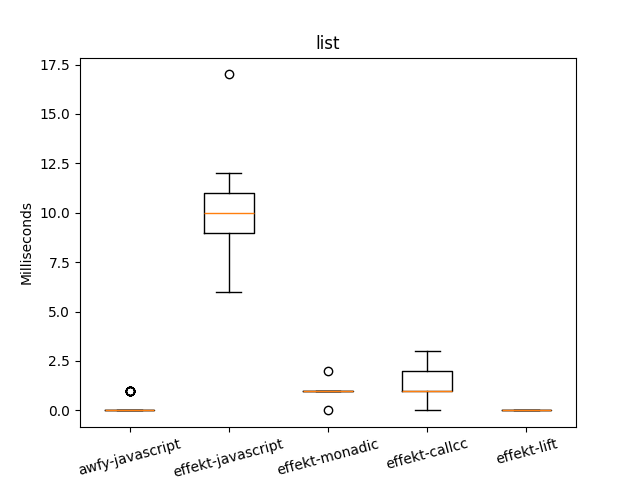 list
17.5
15.0
12.5
10.0
7.5
5.0
2.5
0.0
Milliseconds
awfy-javascript
effekt-javascript
effekt-monadic
effekt-callcc
effekt-lift